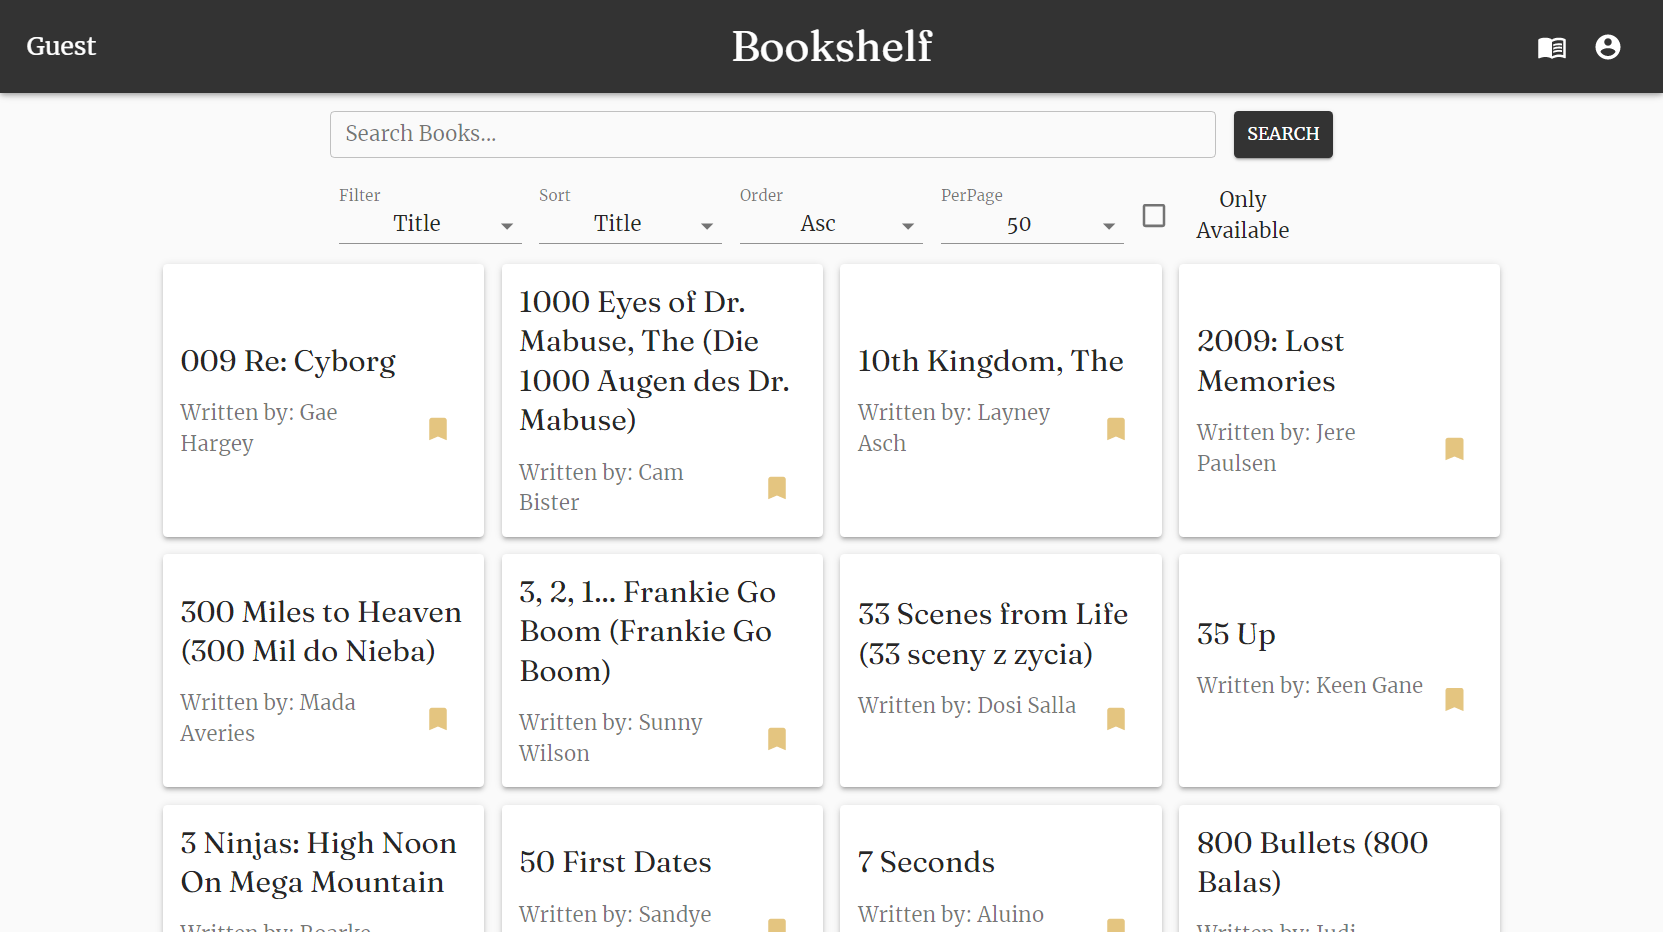 Guest
Bookshelf
Search Books...
SEARCH
Filter
Title
Sort
Title
Order
Asc
PerPage
50
Only
Available
009 Re: Cyborg
Written by: Gae
Hargey
1000 Eyes of Dr.
Mabuse, The (Die
1000 Augen des Dr.
Mabuse)
Written by: Cam
Bister
10th Kingdom, The
Written by: Layney
Asch
2009: Lost
Memories
Written by: Jere
Paulsen
300 Miles to Heaven
(300 Mil do Nieba)
Written by: Mada
Averies
3, 2, 1... Frankie Go
Boom (Frankie Go
Boom)
Written by: Sunny
Wilson
33 Scenes from Life
(33 sceny z zycia)
Written by: Dosi Salla
35 Up
Written by: Keen Gane
3 Ninjas: High Noon
On Mega Mountain
Written by: Roarke
50 First Dates
Written by: Sandye
7 Seconds
Written by: Aluino
800 Bullets (800
Balas)
Written by: Judi